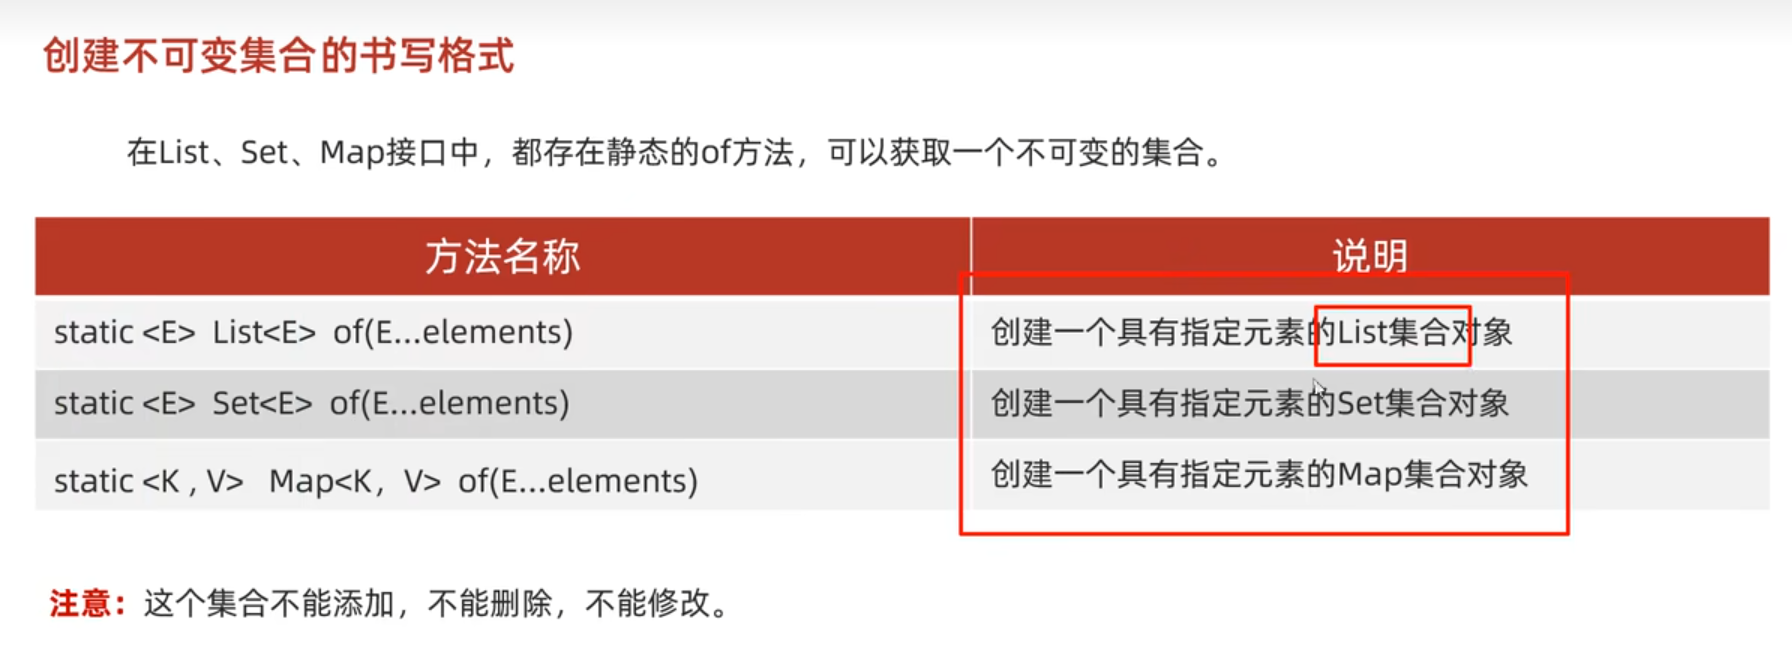 创建不可变集合的书写格式
在List、Set、Map接口中，都存在静态的of方法，可以获取一个不可变的集合。
方法名称 说明
static <E> List<E> of(E...elements) 创建一个具有指定元素的List集合对象
static <E> Set<E> of(E...elements) 创建一个具有指定元素的Set集合对象
static <K , V> Map<K，V> of(E...elements) 创建一个具有指定元素的Map集合对象
注意：这个集合不能添加，不能删除，不能修改。